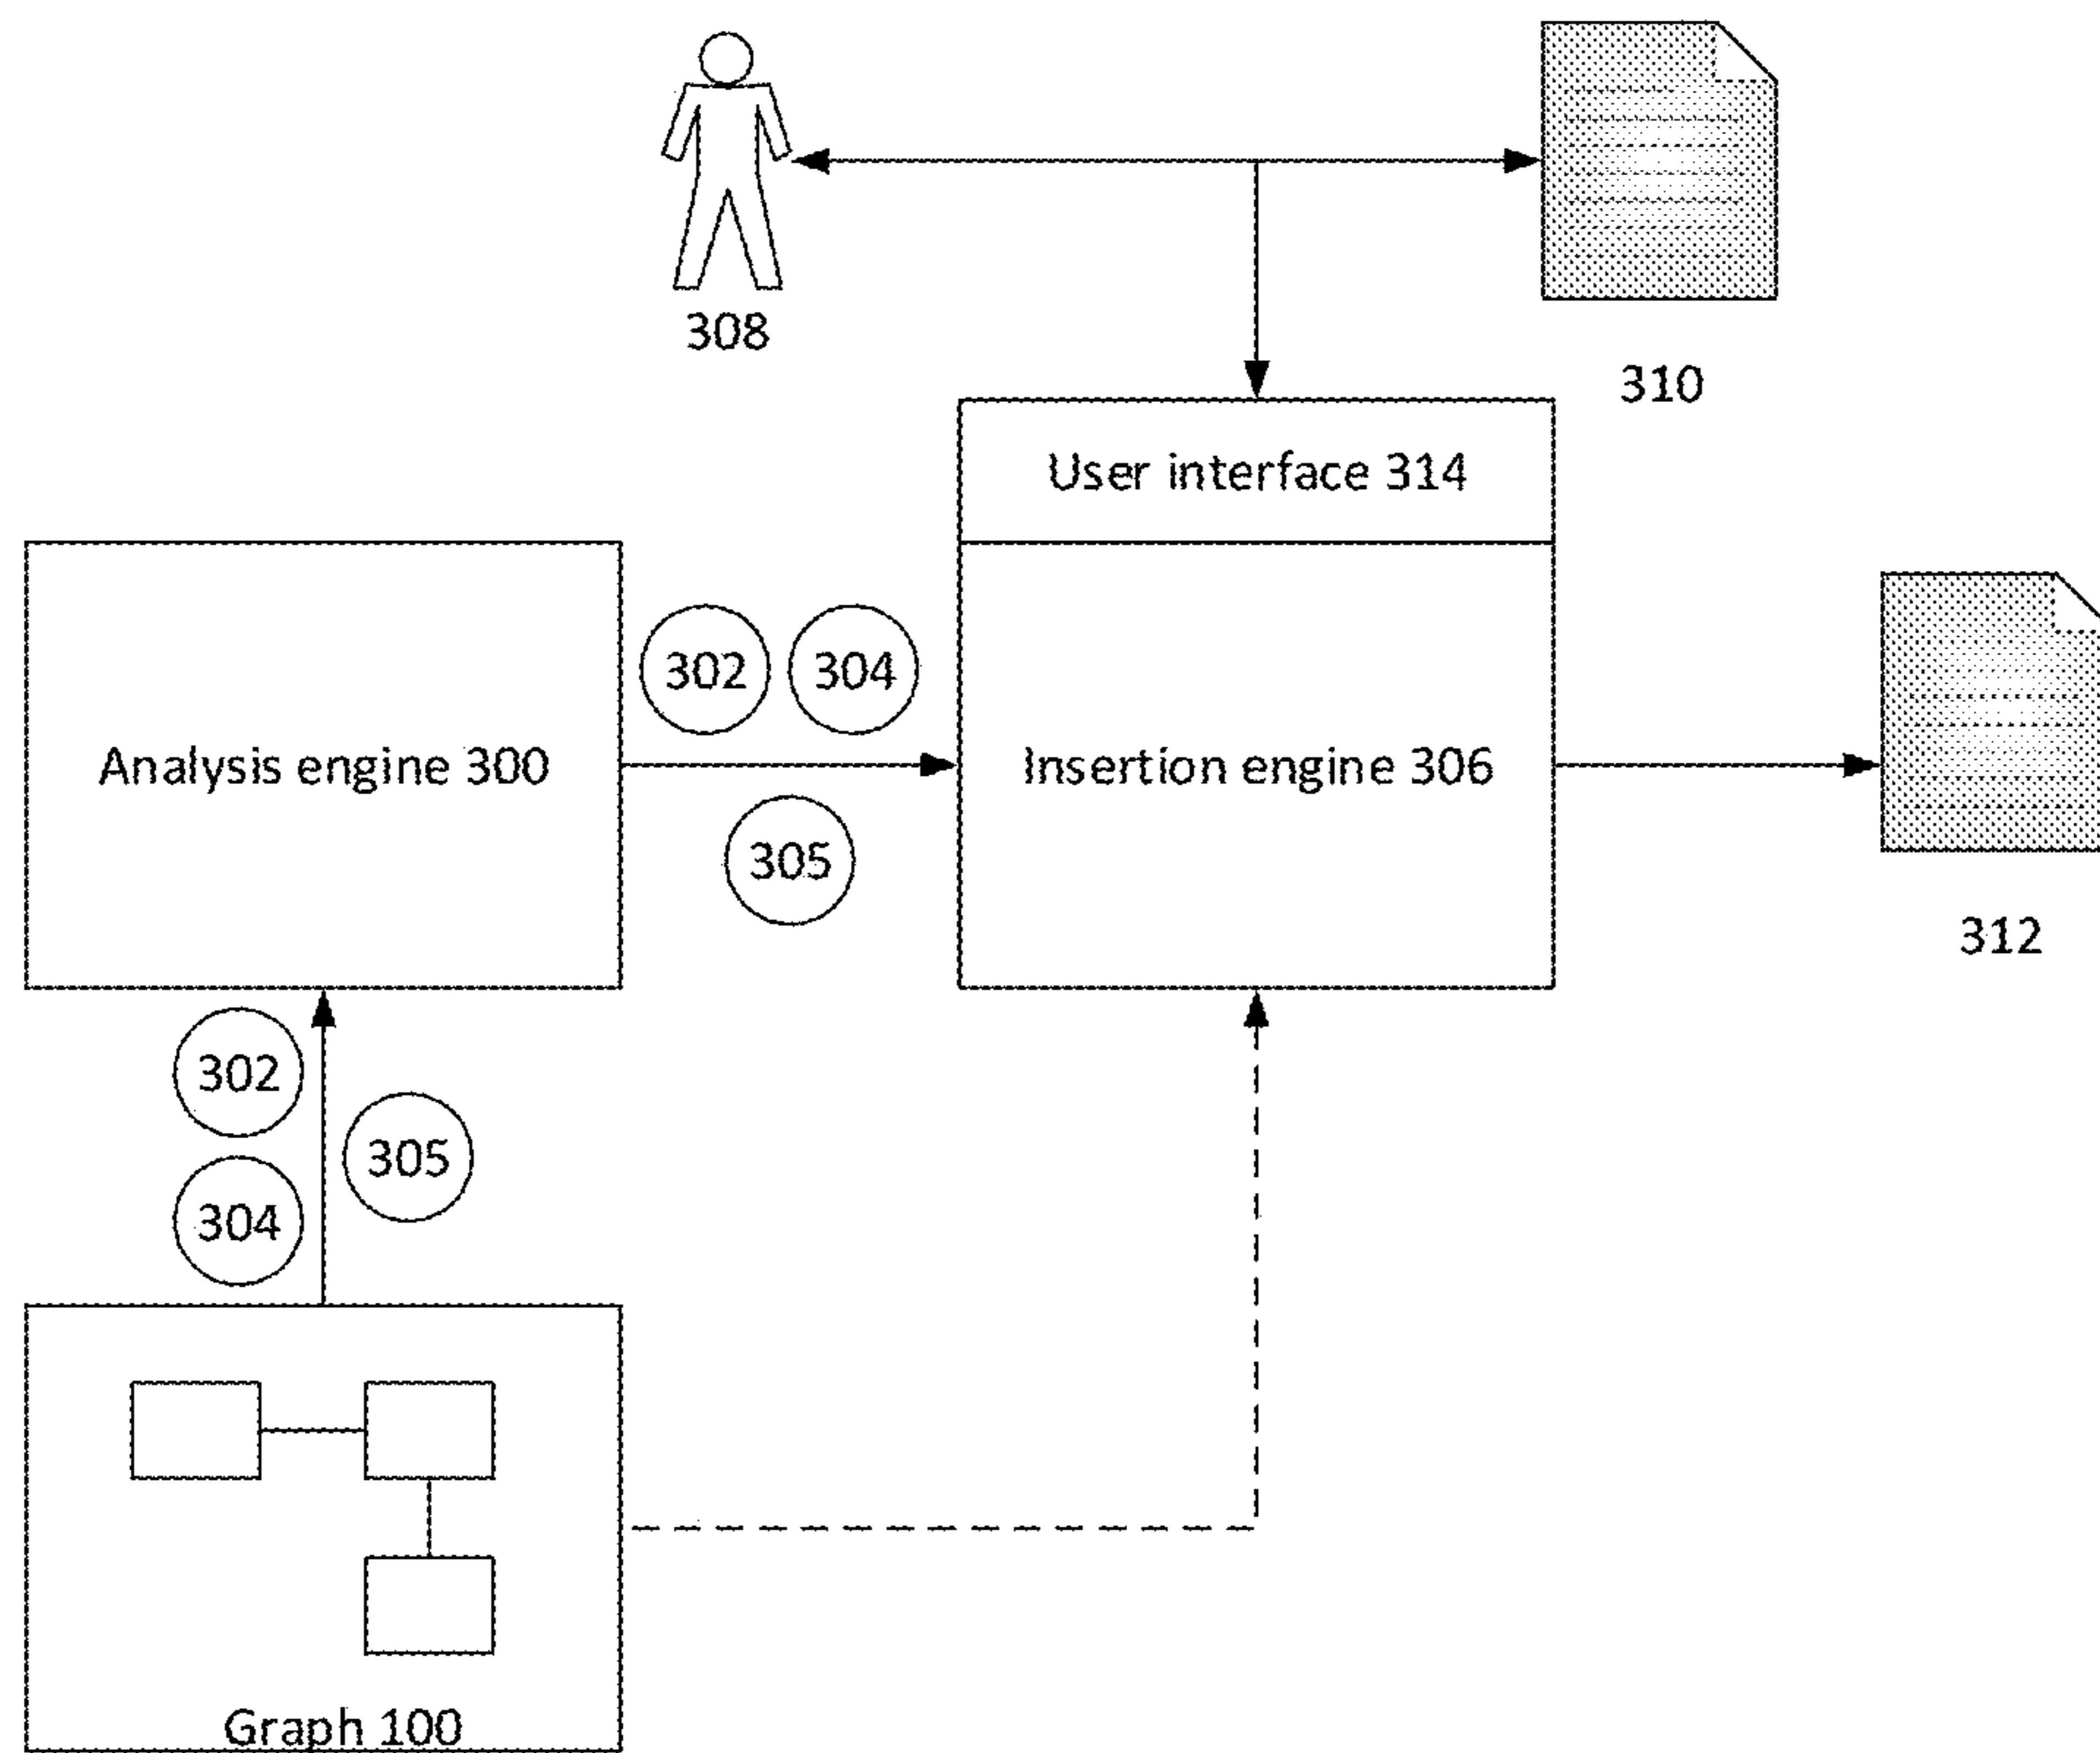 308
310
User interface 314
302
304
Analysis engine 300
Insertion engine 306
305
312
302
305
304
Graph 100